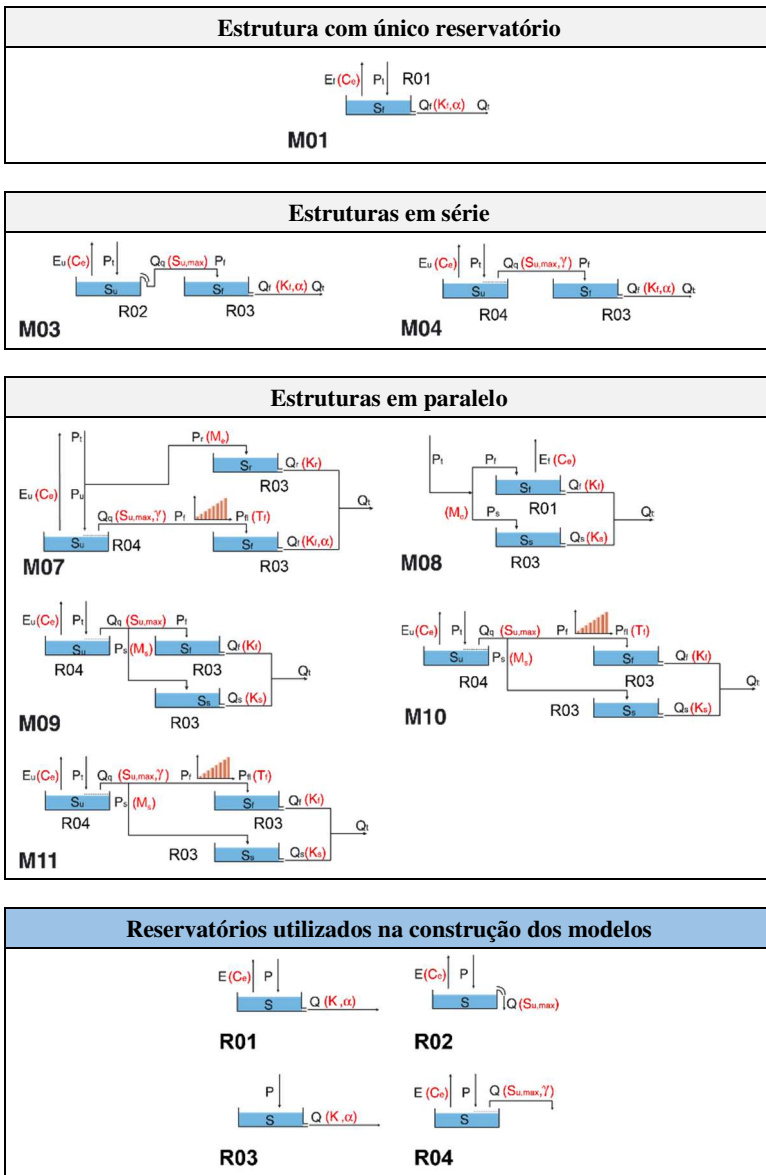 Estrutura com único reservatório
Ef (Ce) Pt R01
Sf Qf (Kf,α) Qt
M01
Estruturas em série
Eu (Ce) Pt Qq (Su,max) Pf
Su Sf Qf (Kf,α) Qt
R02 R03
M03
Eu (Ce) Pt Qq (Su,max,γ) Pf
Su Sf Qf (Kf,α) Qt
R04 R03
M04
Estruturas em paralelo
Pt Pr (Me)
Sr Qr (Kr)
R03
Eu (Ce) Pu Qt
Qq (Su,max,γ) Pf Pfl (Tf)
Su R04 Sf Qf (Kf,α)
M07 R03
Pt Pf Ef (Ce)
Sf Qf (Kf)
R01
(Me) Ps Qt
Ss Qs (Ks)
M08 R03
Eu (Ce) Pt Qq (Su,max) Pf
Su Ps (Ms) Sf Qf (Kf)
R04 R03
Qt
Ss Qs (Ks)
M09 R03
Eu (Ce) Pt Qq (Su,max) Pf Pfl (Tf)
Su Ps (Ms) Sf Qf (Kf)
R04 R03
Qt
M10 R03 Ss Qs (Ks)
Eu (Ce) Pt Qq (Su,max,γ) Pf Pfl (Tf)
Su Ps (Ms) Sf Qf (Kf)
R04 R03
Qt
M11 R03 Ss Qs (Ks)
Reservatórios utilizados na construção dos modelos
E (Ce) P
S Q (K,α)
R01
E (Ce) P
S Q (Su,max)
R02
P
S Q (K,α)
R03
E (Ce) P Q (Su,max,γ)
S
R04